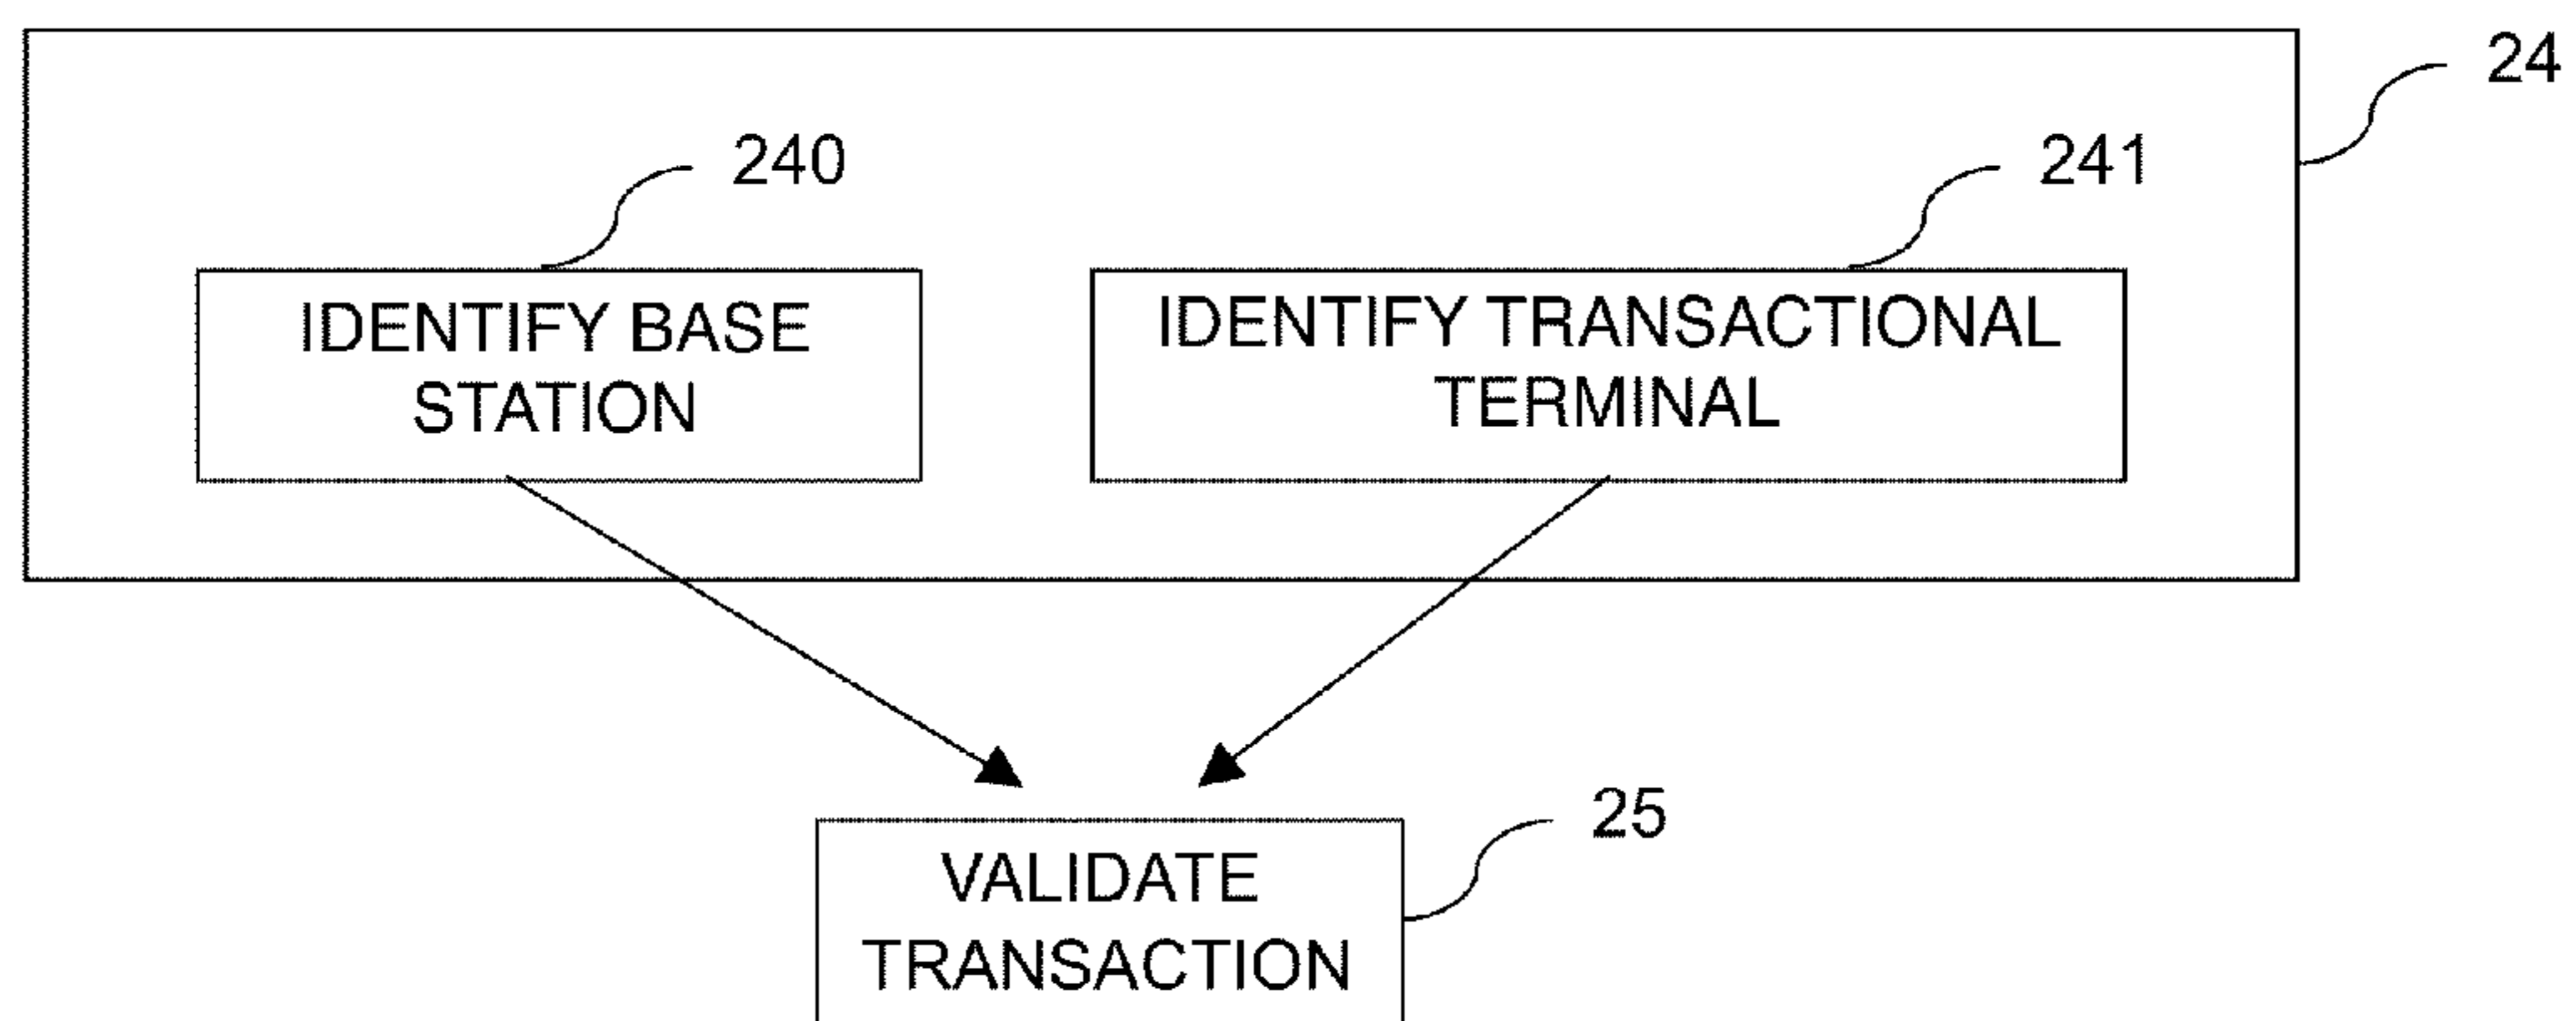 24
240
241
IDENTIFY BASE
STATION
IDENTIFY TRANSACTIONAL
TERMINAL
25
VALIDATE
TRANSACTION